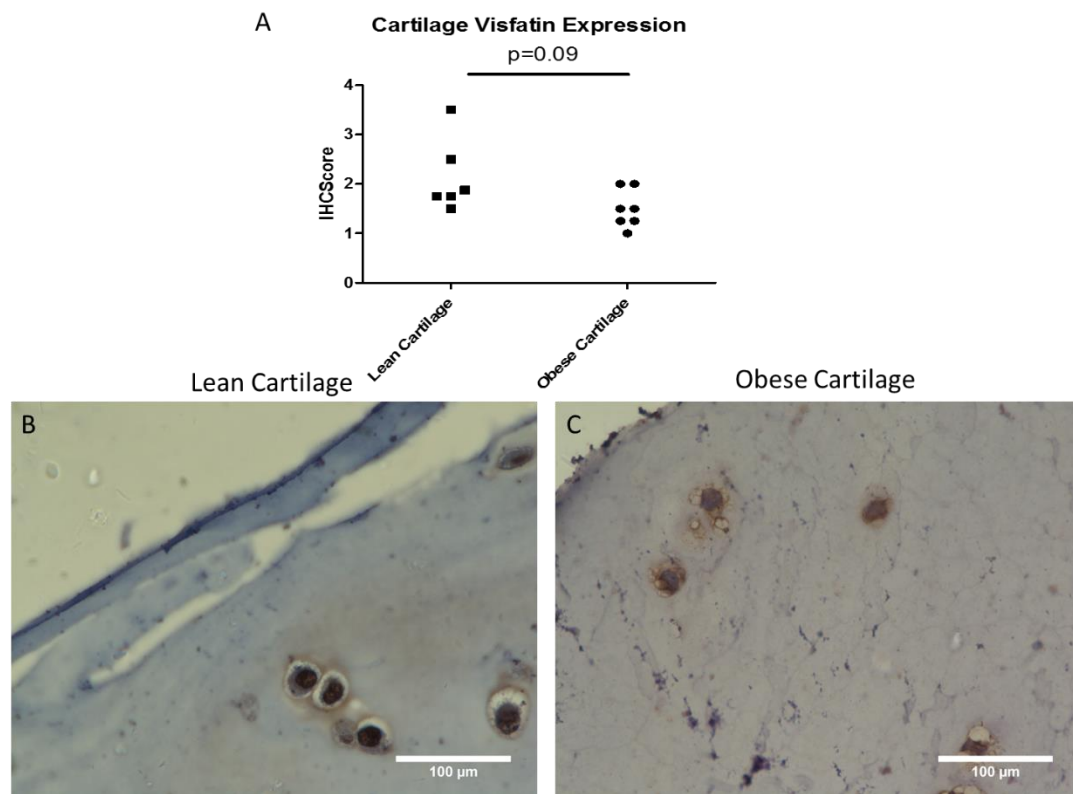 A
Cartilage Visfatin Expression
p=0.09
4
3
2
1
0
IHCScore
Lean Cartilage
Obese Cartilage
Lean Cartilage
Obese Cartilage
B
100 µm
C
100 µm